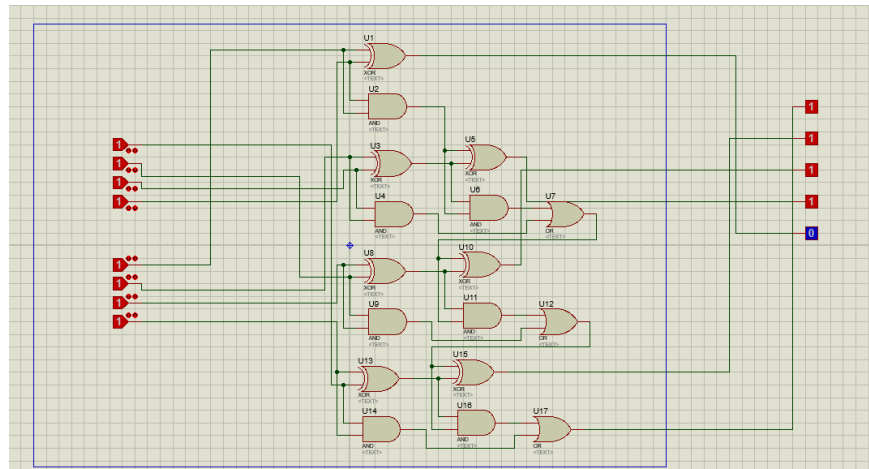 U1
XOR
<TEXT>
U2
AND
<TEXT>
U3
XOR
<TEXT>
U4
AND
<TEXT>
U5
XOR
<TEXT>
U6
AND
<TEXT>
U7
OR
<TEXT>
U8
XOR
<TEXT>
U9
AND
<TEXT>
U10
XOR
<TEXT>
U11
AND
<TEXT>
U12
OR
<TEXT>
U13
XOR
<TEXT>
U14
AND
<TEXT>
U15
XOR
<TEXT>
U16
AND
<TEXT>
U17
OR
<TEXT>
1
1
1
1
1
1
1
1
1
1
1
1
0